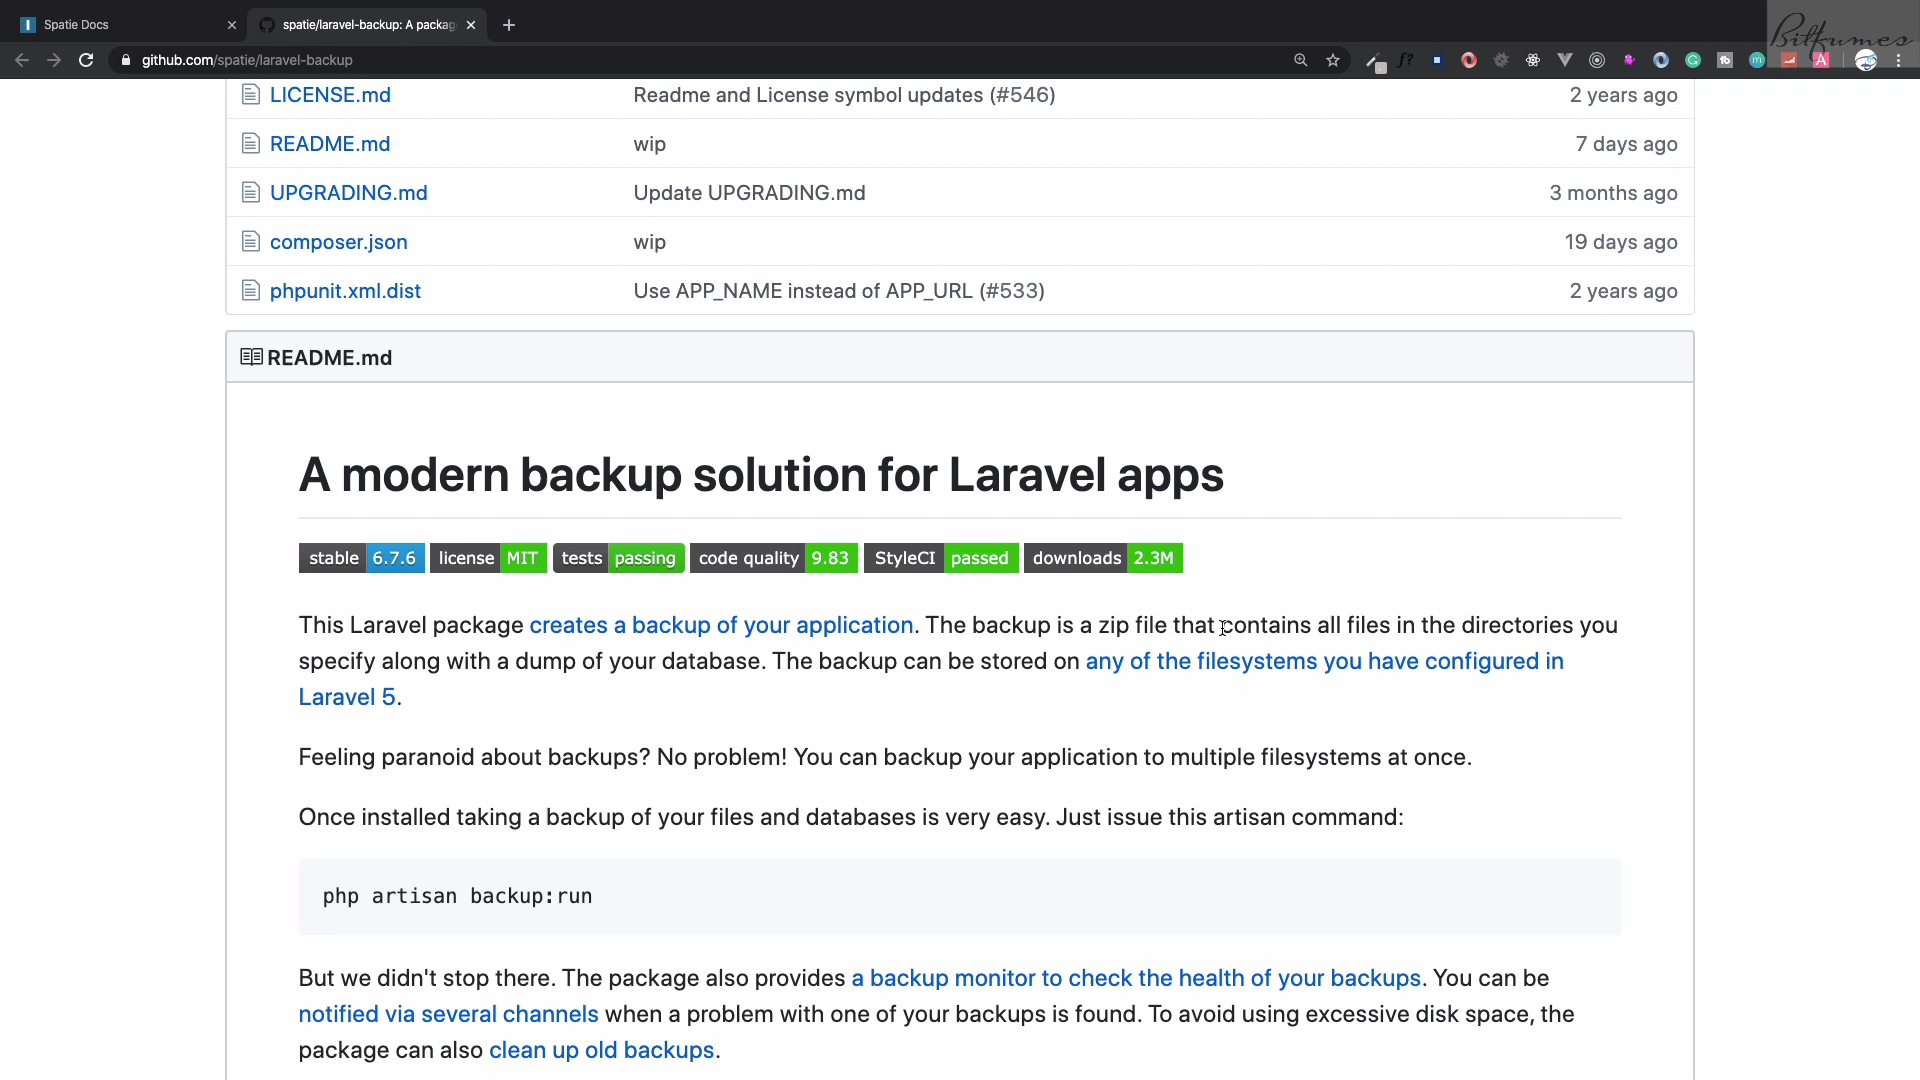 Spatie Docs
spatie/laravel-backup: A packag
Bitfumes
github.com/spatie/laravel-backup
LICENSE.md Readme and License symbol updates (#546) 2 years ago
README.md wip 7 days ago
UPGRADING.md Update UPGRADING.md 3 months ago
composer.json wip 19 days ago
phpunit.xml.dist Use APP_NAME instead of APP_URL (#533) 2 years ago
README.md
A modern backup solution for Laravel apps
stable 6.7.6 license MIT tests passing code quality 9.83 StyleCI passed downloads 2.3M
This Laravel package creates a backup of your application. The backup is a zip file that contains all files in the directories you
specify along with a dump of your database. The backup can be stored on any of the filesystems you have configured in
Laravel 5.
Feeling paranoid about backups? No problem! You can backup your application to multiple filesystems at once.
Once installed taking a backup of your files and databases is very easy. Just issue this artisan command:
php artisan backup:run
But we didn't stop there. The package also provides a backup monitor to check the health of your backups. You can be
notified via several channels when a problem with one of your backups is found. To avoid using excessive disk space, the
package can also clean up old backups.